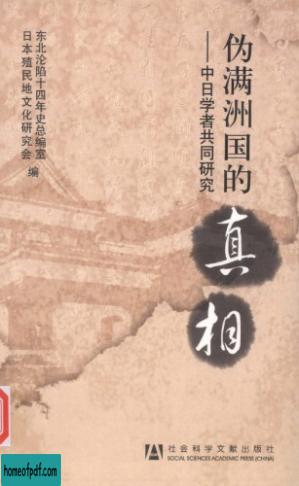 伪满洲国的
真相
——中日学者共同研究
东北沦陷十四年史总编室
日本殖民地文化研究会
编
社会科学文献出版社
SOCIAL SCIENCES ACADEMIC PRESS (CHINA)
homeofpdf.com